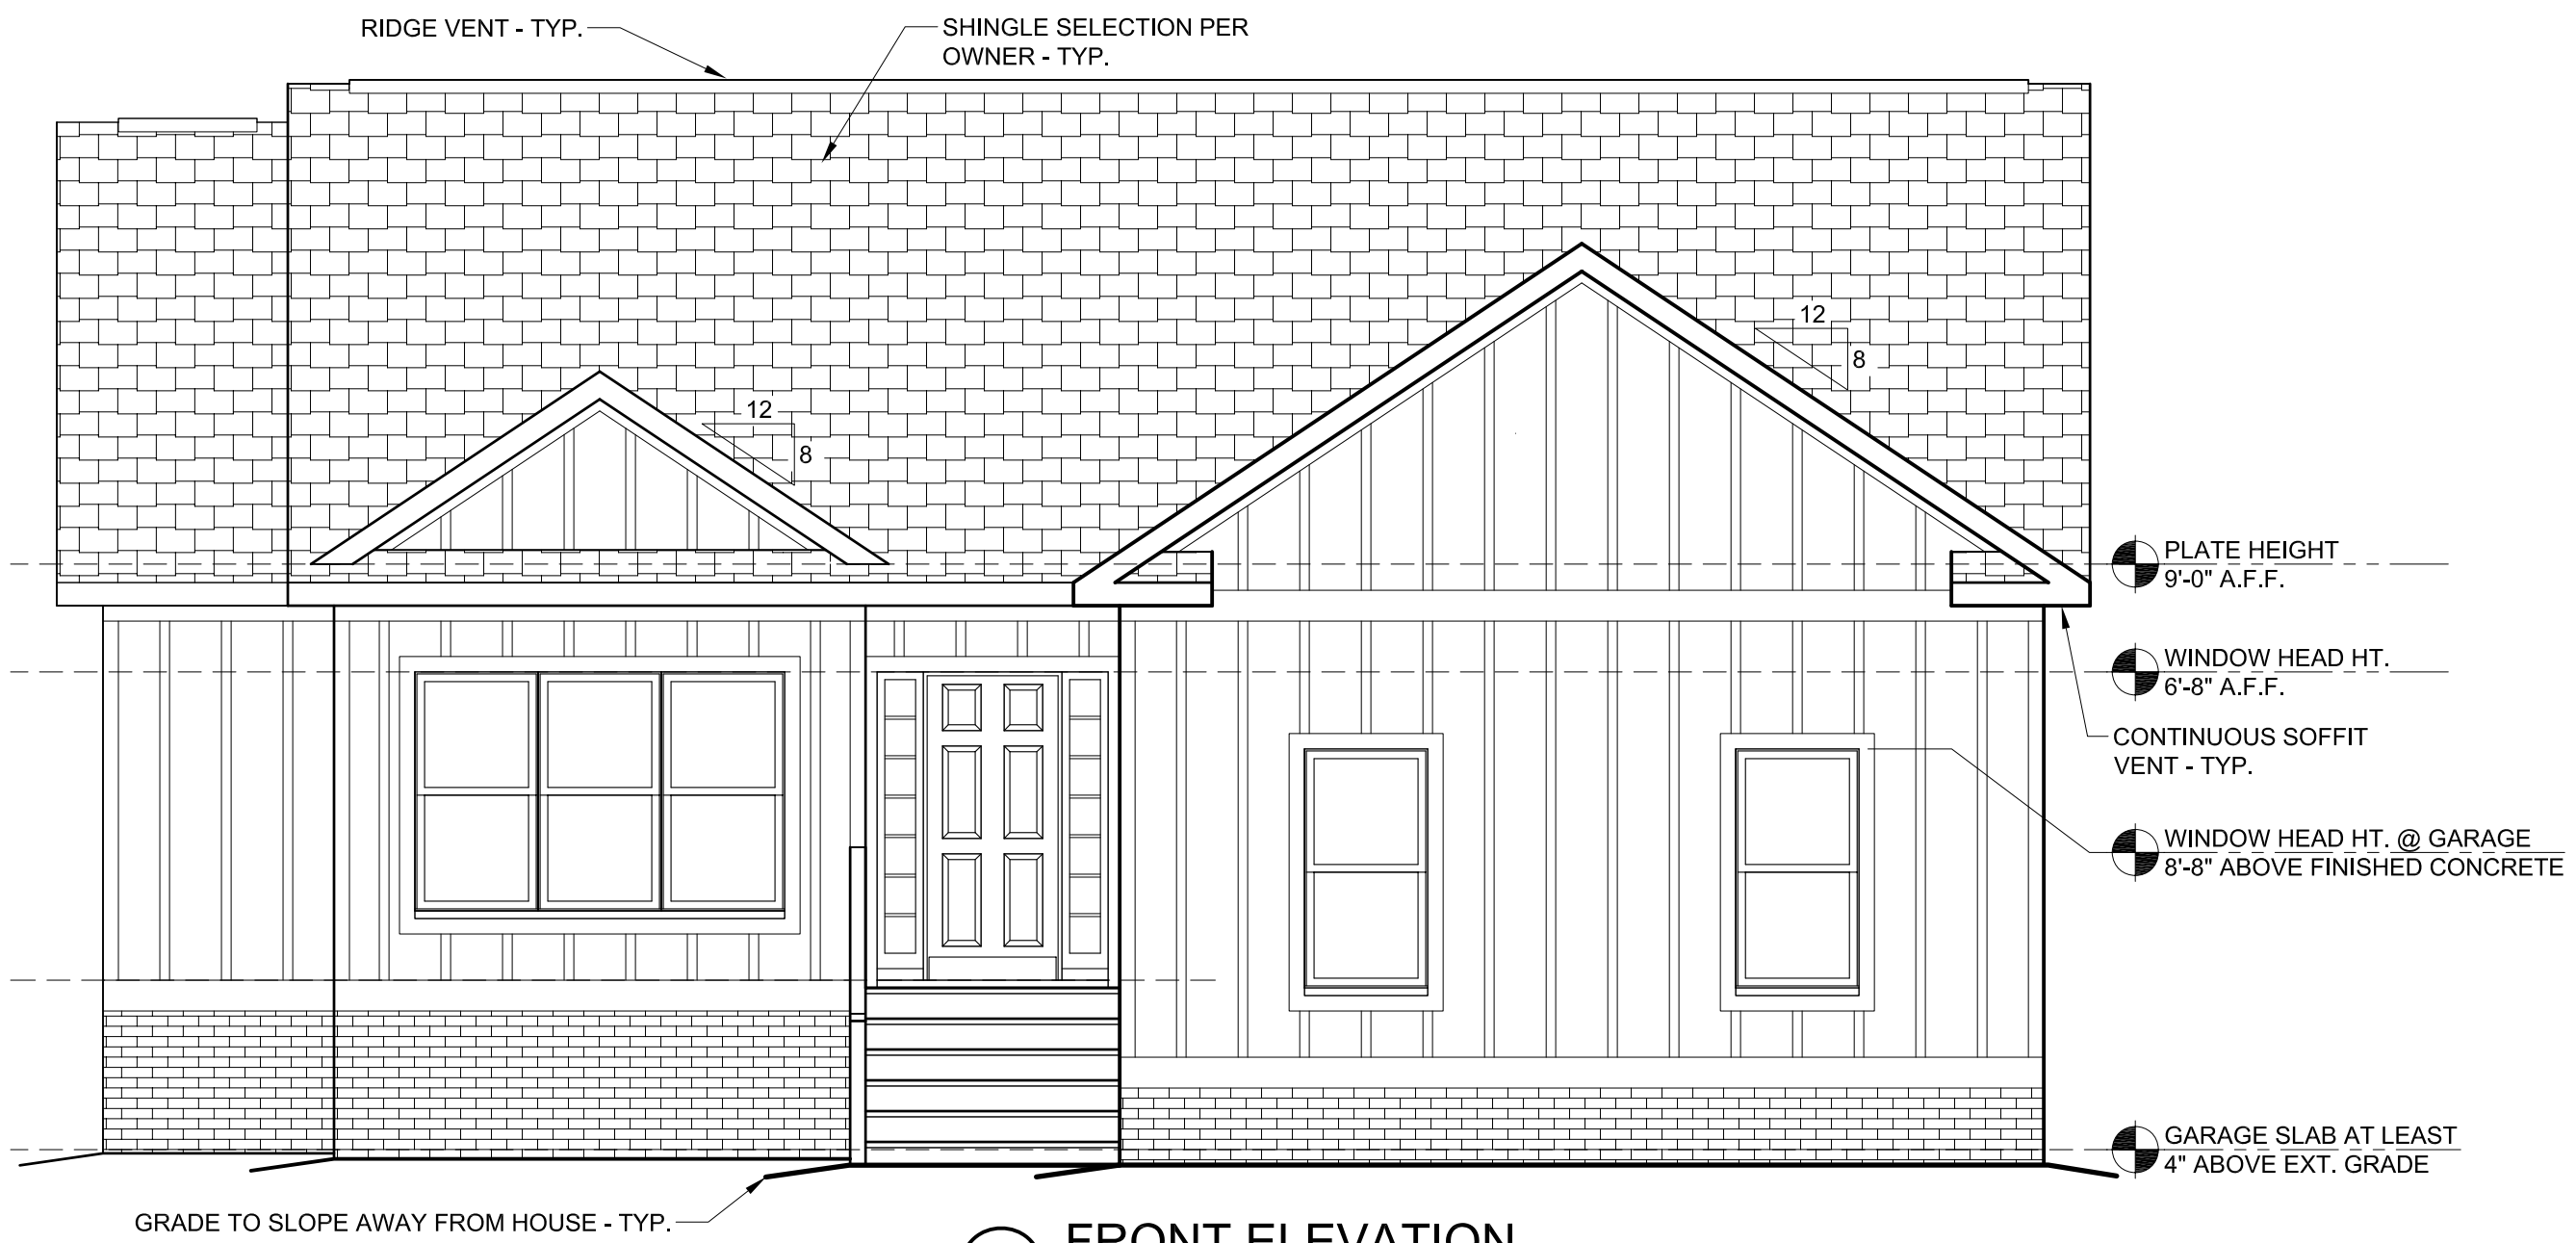 RIDGE VENT - TYP.
SHINGLE SELECTION PER
OWNER - TYP.
12
8
12
8
PLATE HEIGHT
9'-0" A.F.F.
WINDOW HEAD HT.
6'-8" A.F.F.
CONTINUOUS SOFFIT
VENT - TYP.
WINDOW HEAD HT. @ GARAGE
8'-8" ABOVE FINISHED CONCRETE
GARAGE SLAB AT LEAST
4" ABOVE EXT. GRADE
GRADE TO SLOPE AWAY FROM HOUSE - TYP.
FRONT ELEVATION